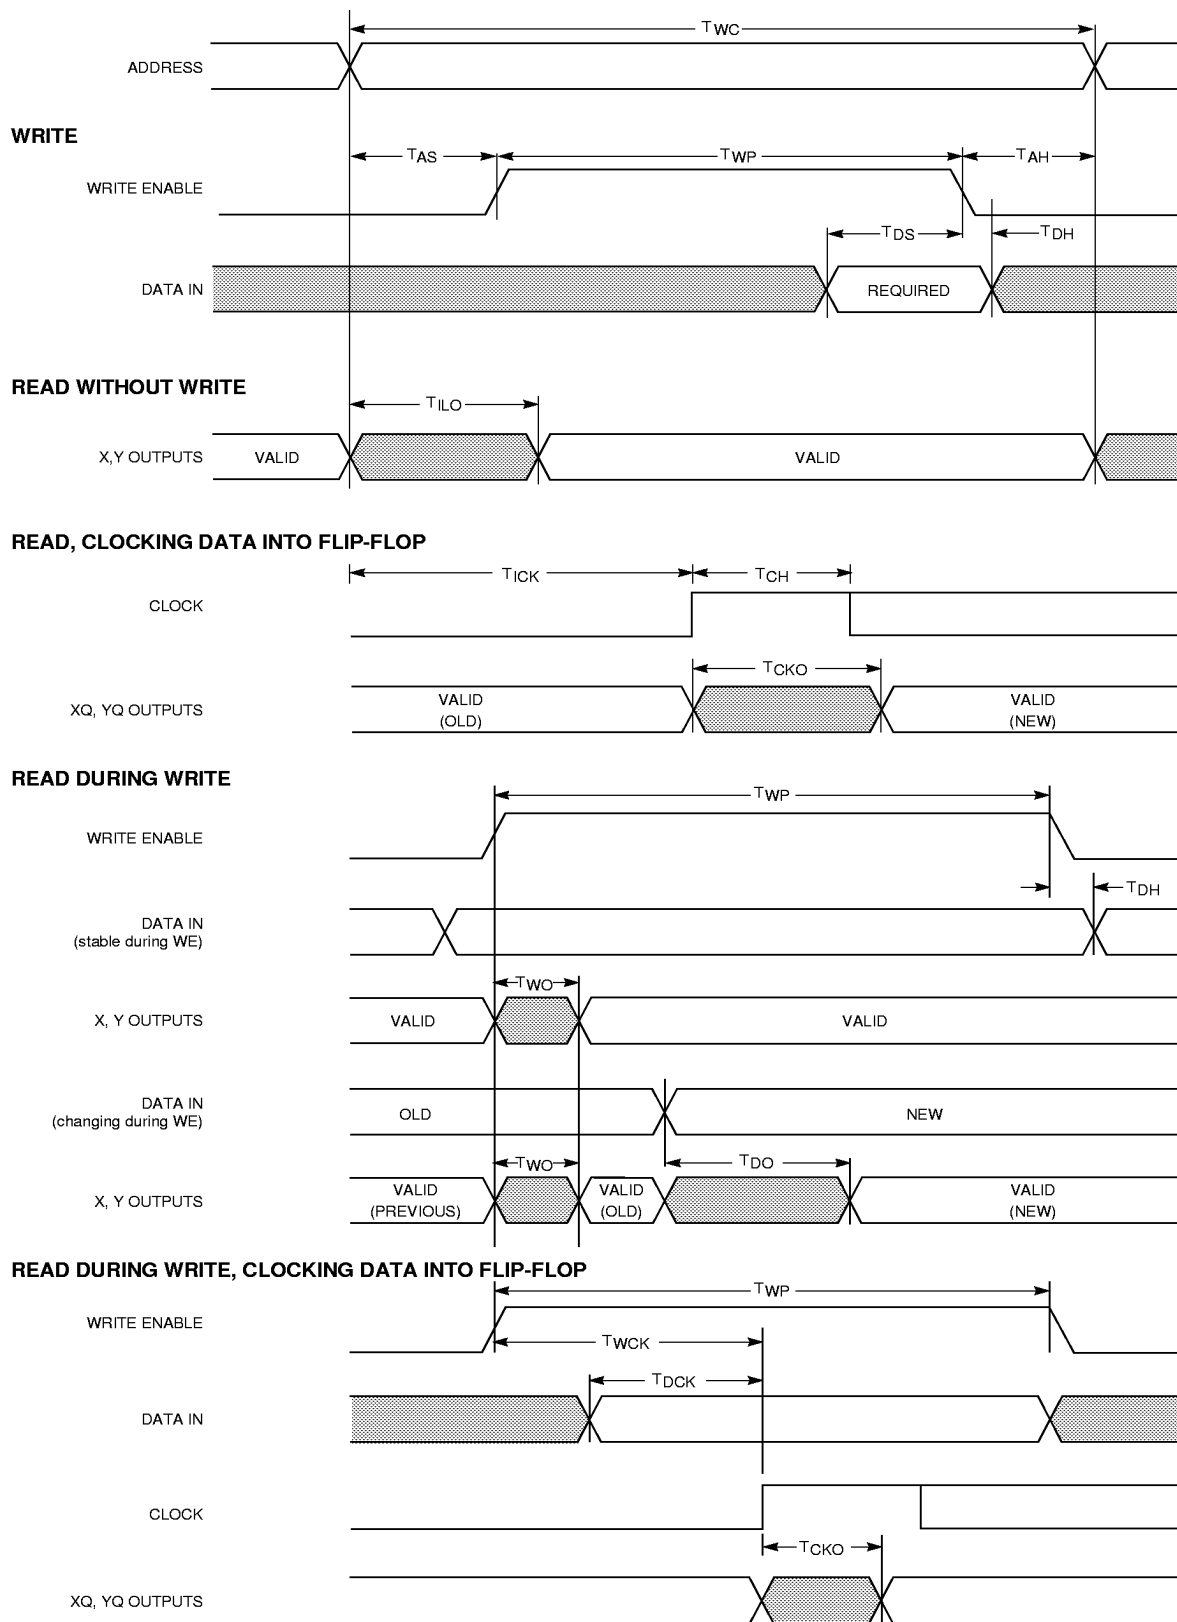 TWC
ADDRESS
WRITE
TAS TWP TAH
WRITE ENABLE
TDS TDH
DATA IN REQUIRED
READ WITHOUT WRITE
TILO
X,Y OUTPUTS VALID VALID
READ, CLOCKING DATA INTO FLIP-FLOP
TICK TCH
CLOCK
TCKO
XQ, YQ OUTPUTS VALID (OLD) VALID (NEW)
READ DURING WRITE
TWP
WRITE ENABLE
TDH
DATA IN
(stable during WE)
TWO
X, Y OUTPUTS VALID VALID
DATA IN
(changing during WE) OLD NEW
TWO TDO
X, Y OUTPUTS VALID (PREVIOUS) VALID (OLD) VALID (NEW)
READ DURING WRITE, CLOCKING DATA INTO FLIP-FLOP
TWP
WRITE ENABLE
TWCK
TDCK
DATA IN
CLOCK
TCKO
XQ, YQ OUTPUTS